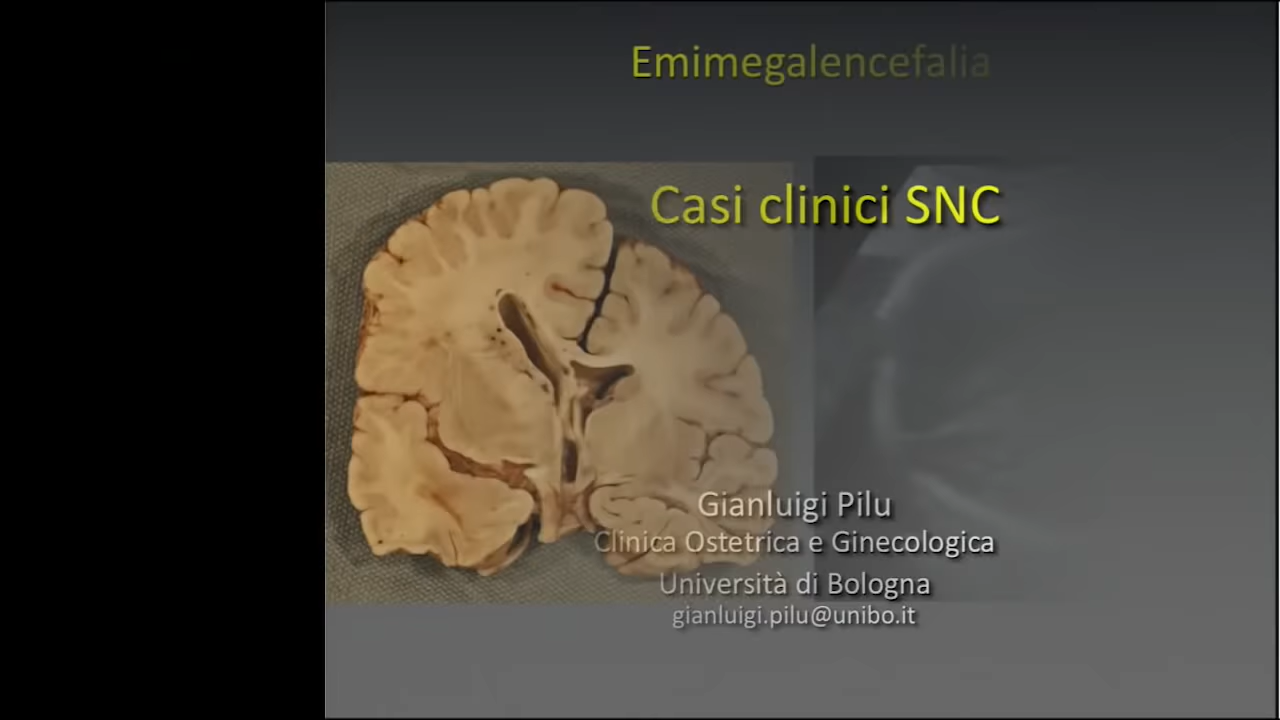 Emimegalencefalia
Casi clinici SNC
Gianluigi Pilu
Clinica Ostetrica e Ginecologica
Università di Bologna
gianluigi.pilu@unibo.it